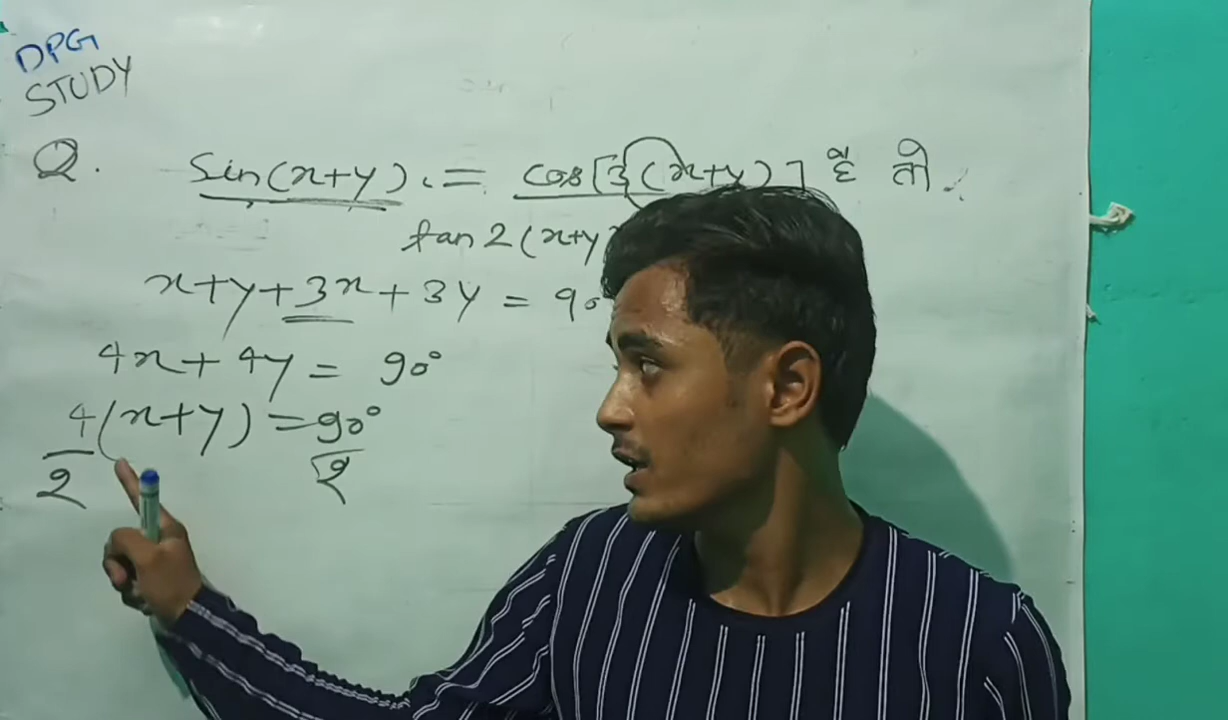 DPG
STUDY
Q. Sin(x+y) = cos[3(x+y)] है तो
tan 2(x+y
x+y+3x+3y = 90
4x+4y = 90°
4(x+y) = 90°
2 2